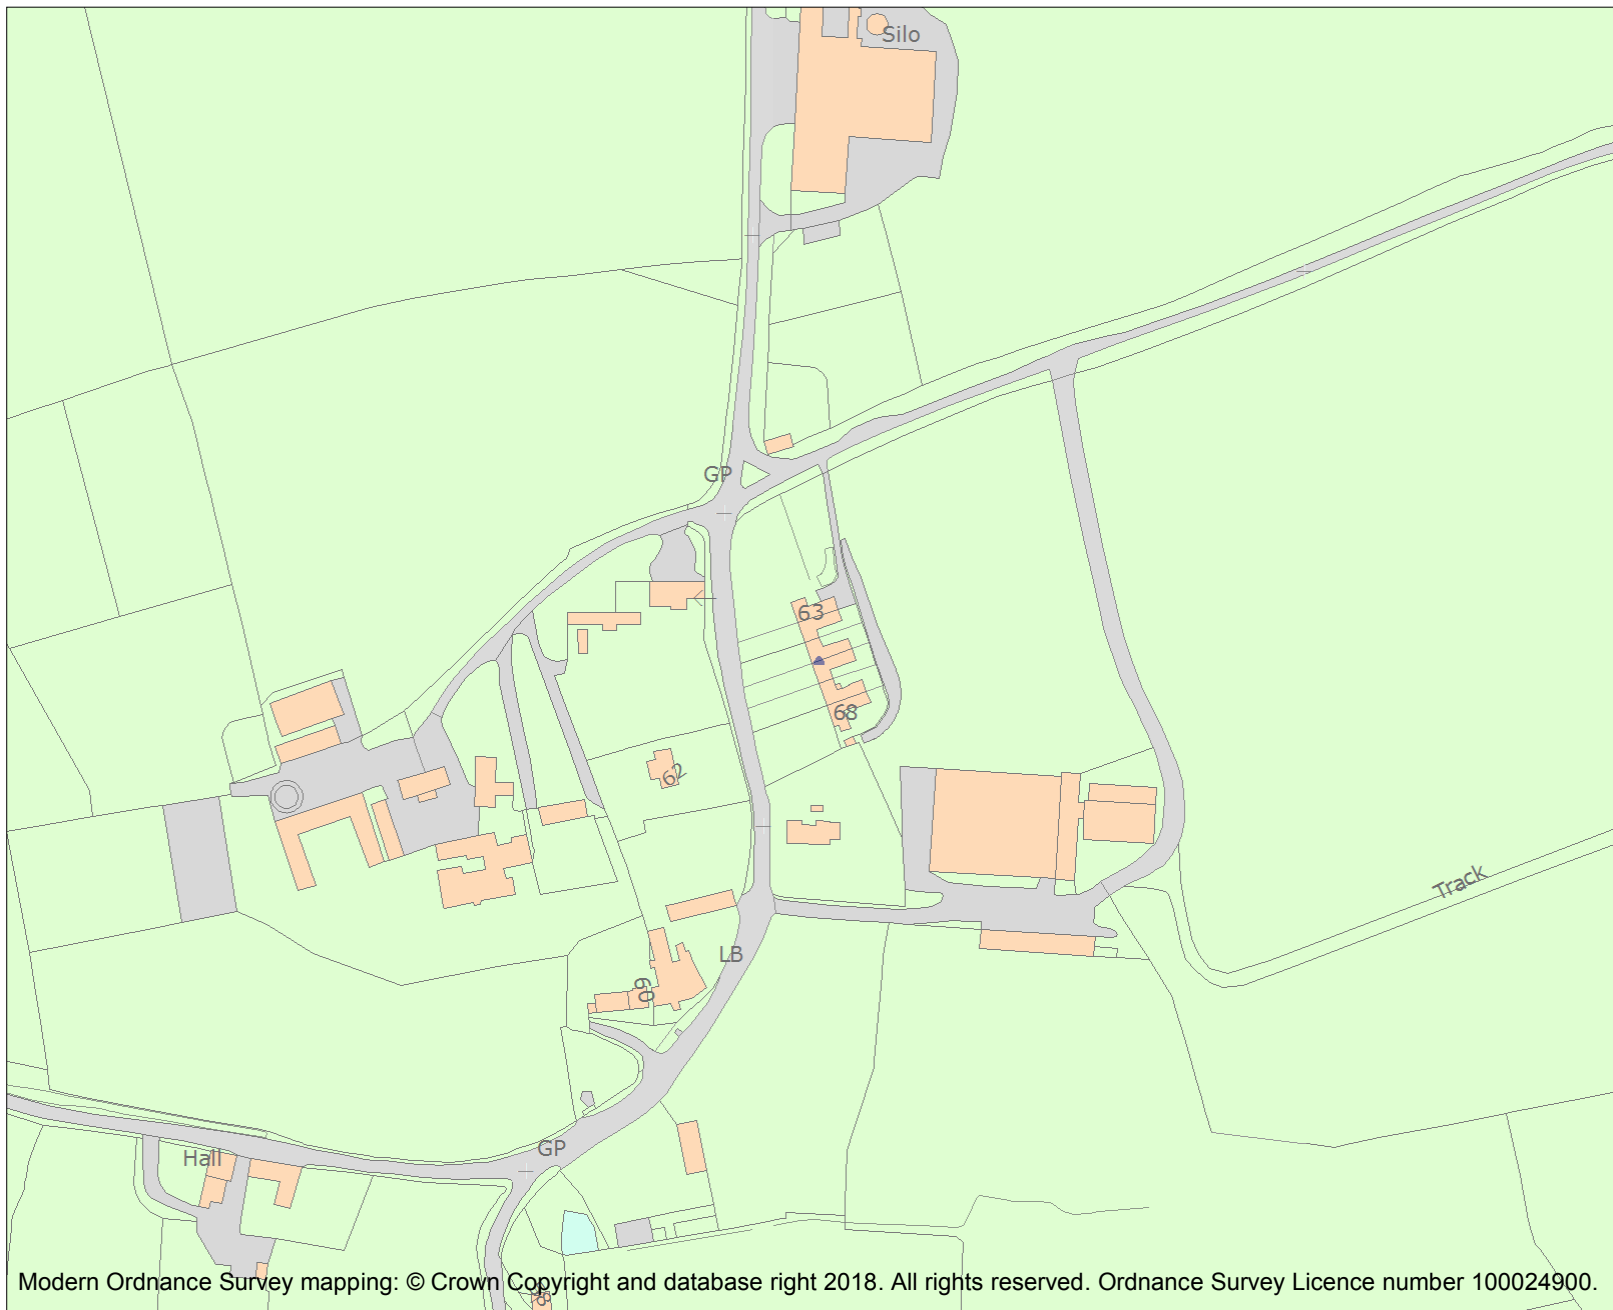 Silo
GP
63
68
62
Track
LB
60
GP
Hall
Modern Ordnance Survey mapping: © Crown Copyright and database right 2018. All rights reserved. Ordnance Survey Licence number 100024900.